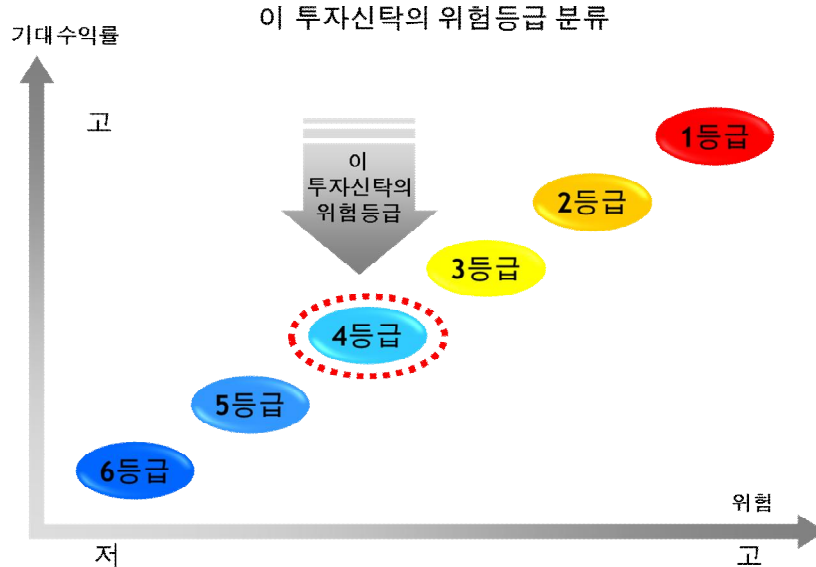 이 투자신탁의 위험등급 분류
기대수익률
고
1등급
이
투자신탁의
위험등급
2등급
3등급
4등급
5등급
6등급
위험
저
고